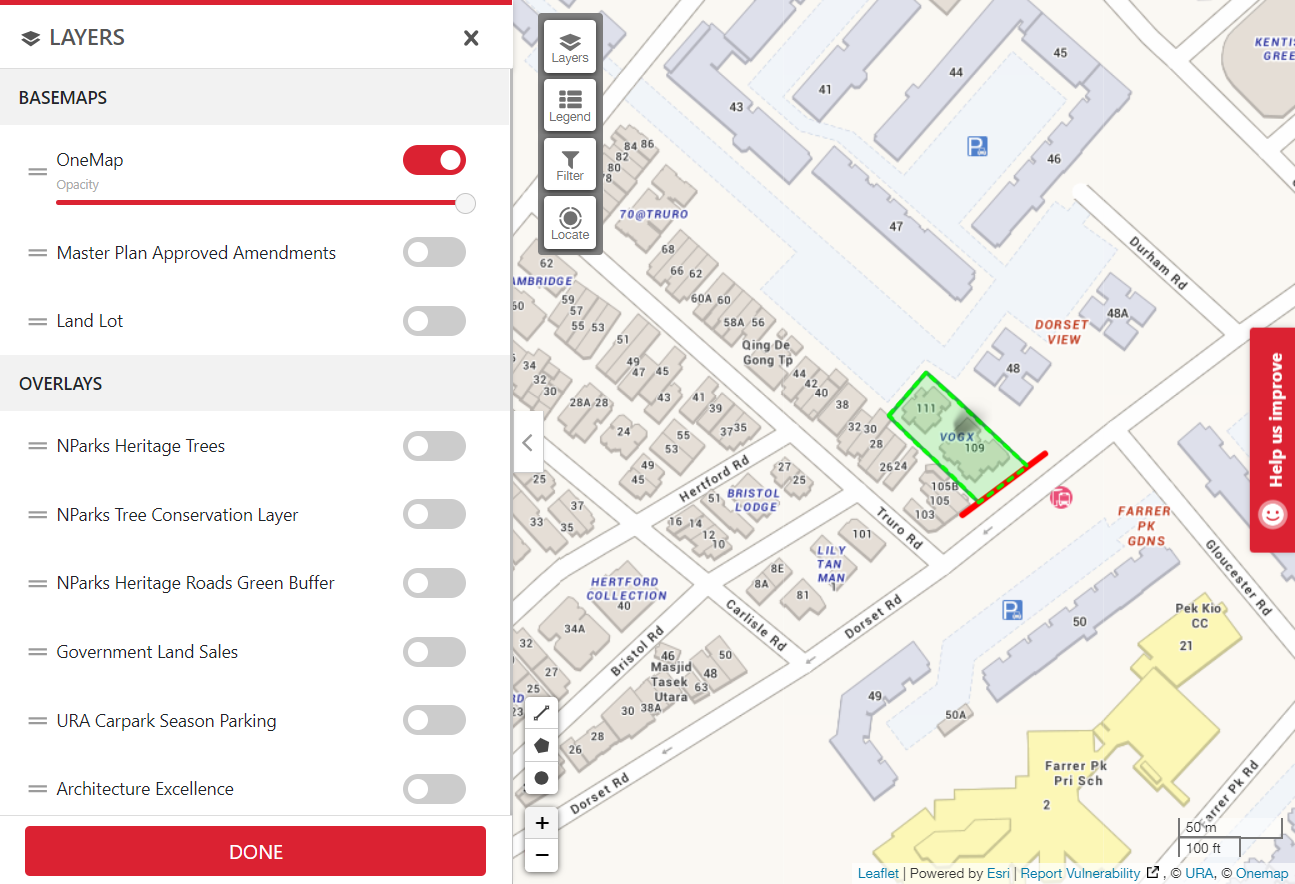 LAYERS
BASEMAPS
OneMap
Opacity
Master Plan Approved Amendments
Land Lot
OVERLAYS
NParks Heritage Trees
NParks Tree Conservation Layer
NParks Heritage Roads Green Buffer
Government Land Sales
URA Carpark Season Parking
Architecture Excellence
DONE
Layers
Legend
Filter
Locate
KENTIS
GREE
45
44
41
43
46
47
84 86
82
80
78
70@TRURO
68
66 62
60A 60
58A 56
Qing De
Gong Tp
44
42
40
38
32 30
28
26 24
62
AMBRIDGE
60
59
57
55 53
51
49
47 45
43
41
39
37 35
34
32
30
28A 28
24
55
53
49
45
Durham Rd
48A
DORSET
VIEW
48
111
VOGX
109
105B
105
103
Hertford Rd
27
25
BRISTOL
LODGE
51
16 14
12
10
25
37
33
35
Truro Rd
101
LILY
TAN
MAN
8E
8A
81
HERTFORD
COLLECTION
40
34A
Carlisle Rd
Dorset Rd
Bristol Rd
FARRER
PK
GDNS
Gloucester Rd
Pek Kio
CC
21
50
49
50A
32
27
25
23
46
Masjid
Tasek
Utara
50
48
63
30 38A
28
26
Dorset Rd
Farrer Pk
Pri Sch
2
Farrer Pk Rd
Help us improve
+
−
50 m
100 ft
Leaflet | Powered by Esri | Report Vulnerability , © URA, © Onemap